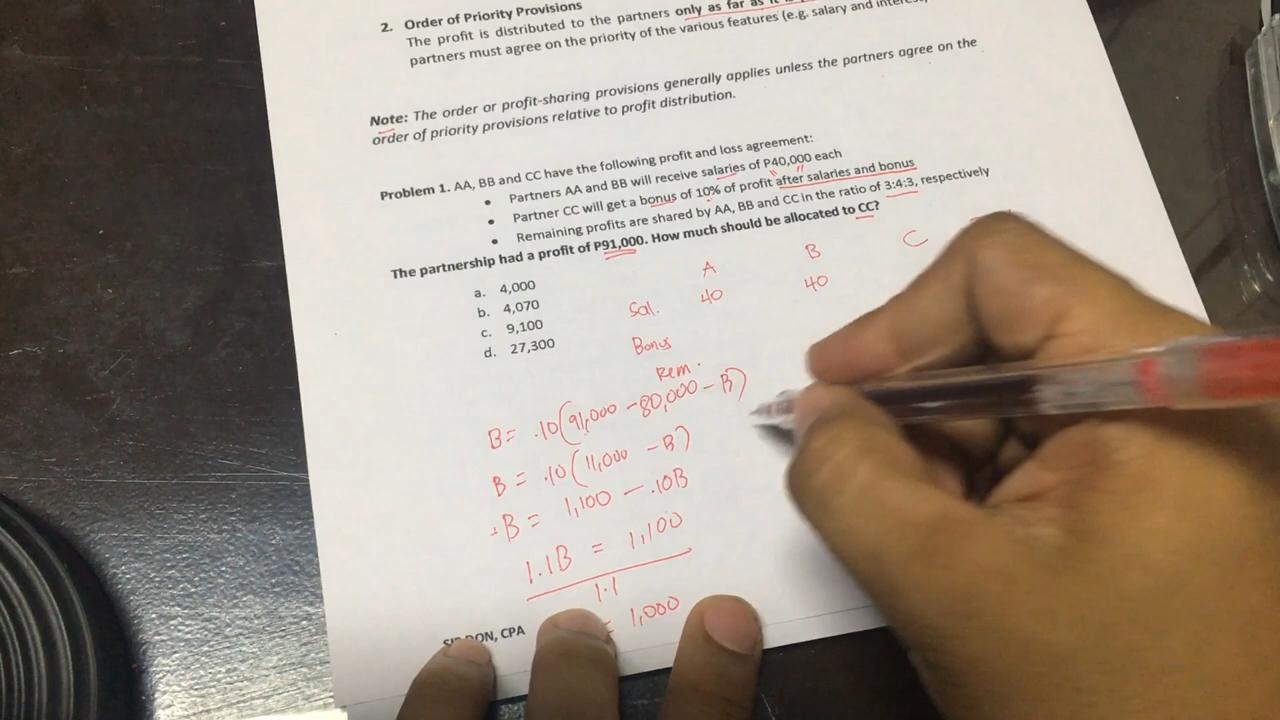 2. Order of Priority Provisions
The profit is distributed to the partners only as far as it is
partners must agree on the priority of the various features (e.g. salary and interest,
Note: The order or profit-sharing provisions generally applies unless the partners agree on the
order of priority provisions relative to profit distribution.
Problem 1. AA, BB and CC have the following profit and loss agreement:
• Partners AA and BB will receive salaries of P40,000 each
• Partner CC will get a bonus of 10% of profit "after" salaries and bonus
• Remaining profits are shared by AA, BB and CC in the ratio of 3:4:3, respectively
The partnership had a profit of P91,000. How much should be allocated to CC?
a. 4,000
b. 4,070
c. 9,100
d. 27,300
A B C
Sal. 40 40
Bonus
Rem.
B = .10(91,000 - 80,000 - B)
B = .10(11,000 - B)
B = 1,100 - .10B
1.1B = 1,100
1.1
= 1,000
CPA